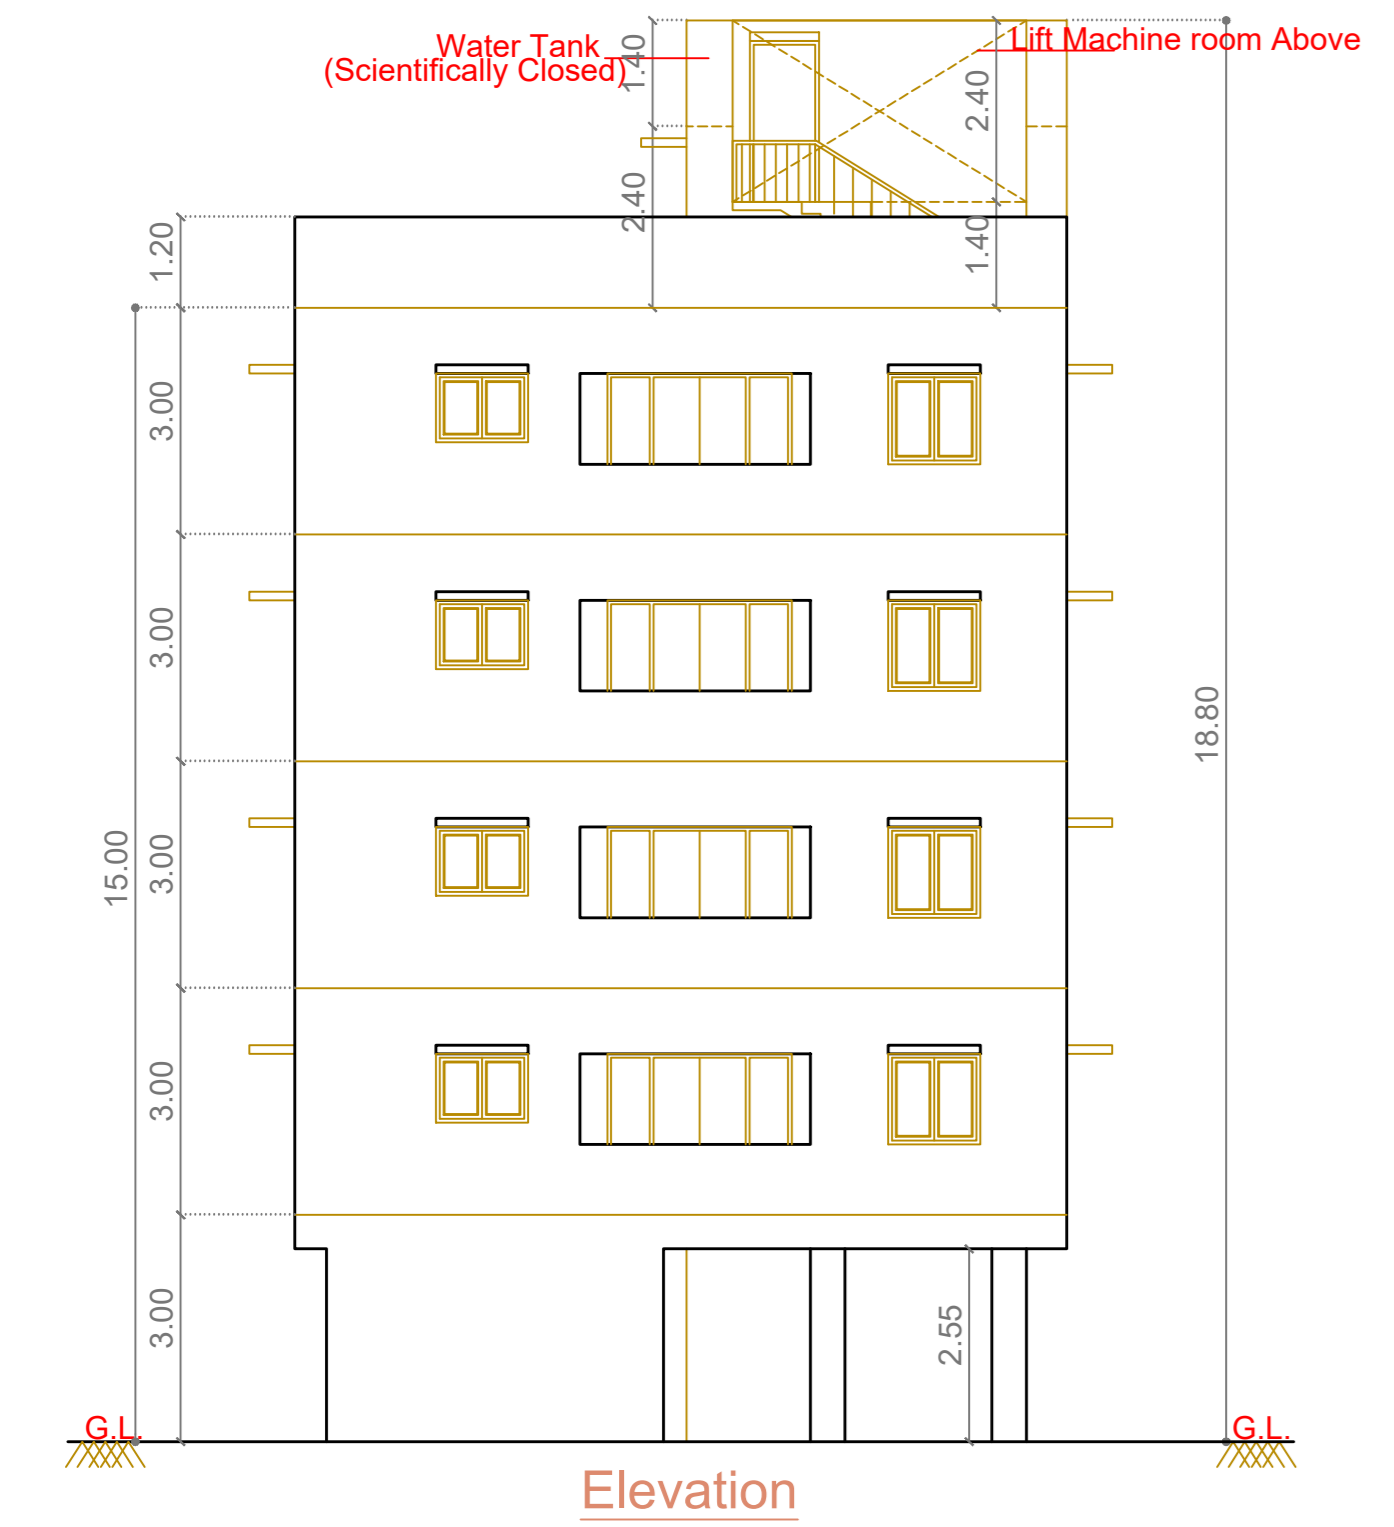 Water Tank
(Scientifically Closed)
Lift Machine room Above
1.40
2.40
2.40
1.40
1.20
3.00
3.00
18.80
15.00
3.00
3.00
3.00
2.55
G.L.
G.L.
Elevation